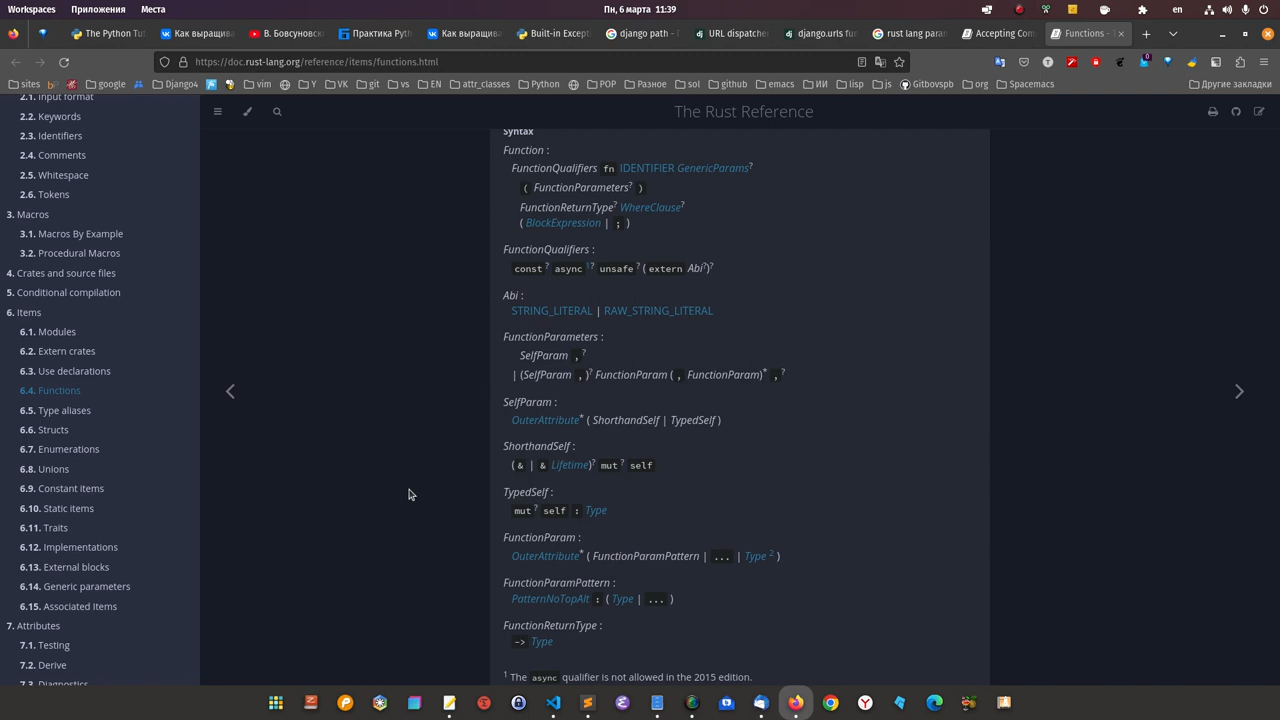 Workspaces Приложения Места Пн, 6 марта 11:39 en
The Python Tut Как выращива В. Бовсуновск Практика Pyth Как выращива Built-in Excepti django path - Г URL dispatcher django.urls fun rust lang param Accepting Com Functions - T
https://doc.rust-lang.org/reference/items/functions.html
sites vim google Django4 Y VK git vs EN attr_classes Python POP Разное sol github emacs ИИ lisp js Gitbovspb org Spacemacs Другие закладки
2.1. Input format
2.2. Keywords
2.3. Identifiers
2.4. Comments
2.5. Whitespace
2.6. Tokens
3. Macros
3.1. Macros By Example
3.2. Procedural Macros
4. Crates and source files
5. Conditional compilation
6. Items
6.1. Modules
6.2. Extern crates
6.3. Use declarations
6.4. Functions
6.5. Type aliases
6.6. Structs
6.7. Enumerations
6.8. Unions
6.9. Constant items
6.10. Static items
6.11. Traits
6.12. Implementations
6.13. External blocks
6.14. Generic parameters
6.15. Associated Items
7. Attributes
7.1. Testing
7.2. Derive
7.3. Diagnostics
The Rust Reference
Syntax
Function :
FunctionQualifiers fn IDENTIFIER GenericParams?
( FunctionParameters? )
FunctionReturnType? WhereClause?
( BlockExpression | ; )
FunctionQualifiers :
const? async1? unsafe? (extern Abi?)?
Abi :
STRING_LITERAL | RAW_STRING_LITERAL
FunctionParameters :
SelfParam ,?
| (SelfParam ,)? FunctionParam (, FunctionParam)* ,?
SelfParam :
OuterAttribute* ( ShorthandSelf | TypedSelf )
ShorthandSelf :
(& | & Lifetime)? mut? self
TypedSelf :
mut? self : Type
FunctionParam :
OuterAttribute* ( FunctionParamPattern | ... | Type 2 )
FunctionParamPattern :
PatternNoTopAlt : ( Type | ... )
FunctionReturnType :
-> Type
1 The async qualifier is not allowed in the 2015 edition.